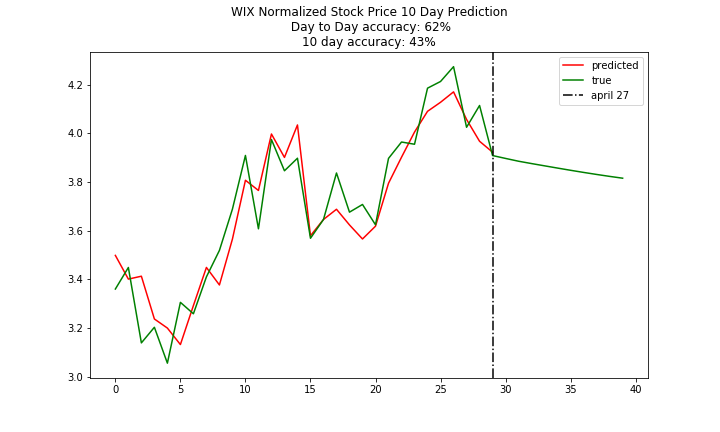 WIX Normalized Stock Price 10 Day Prediction
Day to Day accuracy: 62%
10 day accuracy: 43%
predicted
true
april 27
4.2
4.0
3.8
3.6
3.4
3.2
3.0
0 5 10 15 20 25 30 35 40